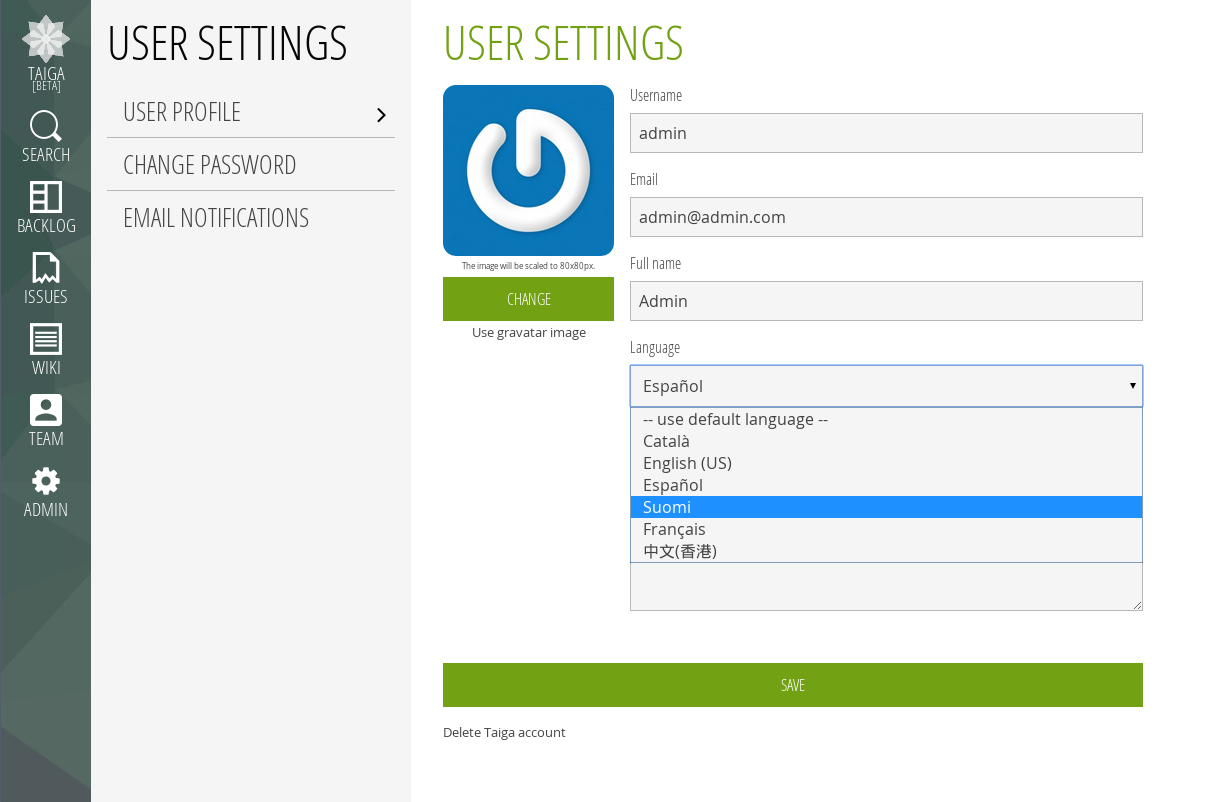 TAIGA
[BETA]
SEARCH
BACKLOG
ISSUES
WIKI
TEAM
ADMIN
USER SETTINGS
USER PROFILE
CHANGE PASSWORD
EMAIL NOTIFICATIONS
USER SETTINGS
The image will be scaled to 80x80px.
CHANGE
Use gravatar image
Username
admin
Email
admin@admin.com
Full name
Admin
Language
Español
-- use default language --
Català
English (US)
Español
Suomi
Français
中文(香港)
SAVE
Delete Taiga account